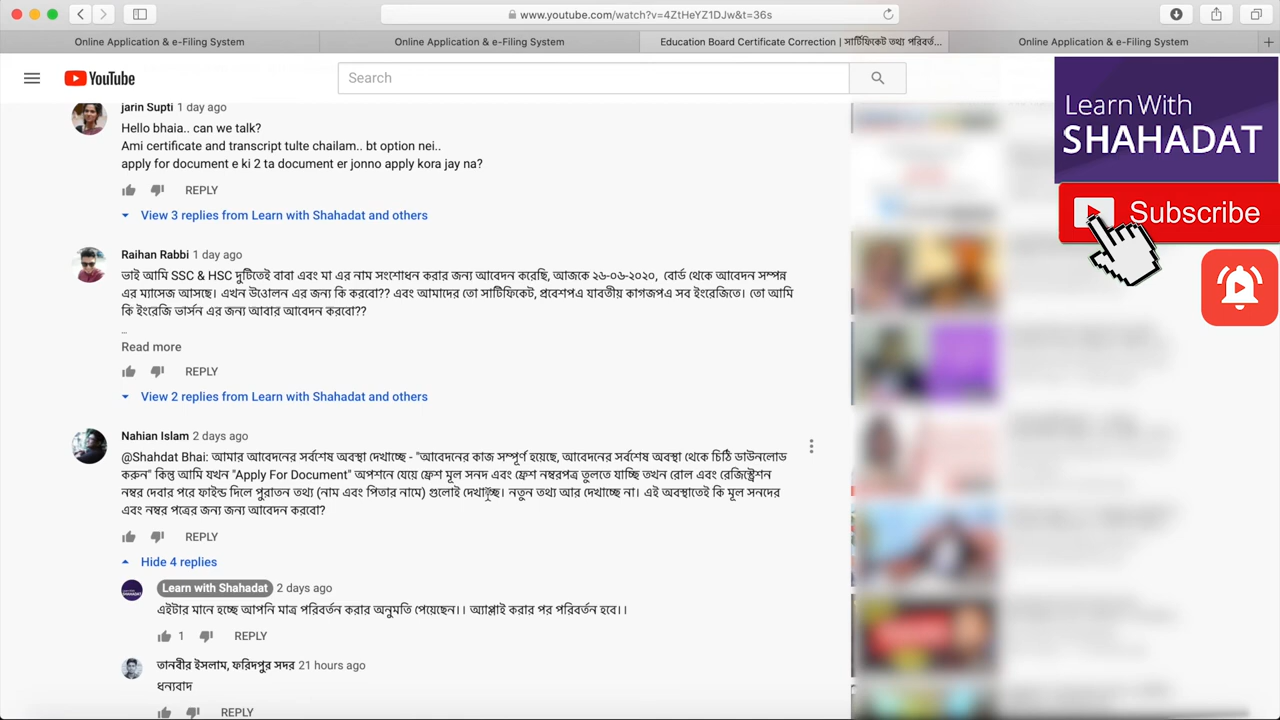 www.youtube.com/watch?v=4ZtHeYZ1DJw&t=36s
Online Application & e-Filing System
Online Application & e-Filing System
Education Board Certificate Correction | সার্টিফিকেট তথ্য পরিবর্ত...
Online Application & e-Filing System
YouTube
Search
Learn With
SHAHADAT
Subscribe
jarin Supti 1 day ago
Hello bhaia.. can we talk?
Ami certificate and transcript tulte chailam.. bt option nei..
apply for document e ki 2 ta document er jonno apply kora jay na?
REPLY
View 3 replies from Learn with Shahadat and others
Raihan Rabbi 1 day ago
ভাই আমি SSC & HSC দুটিতেই বাবা এবং মা এর নাম সংশোধন করার জন্য আবেদন করেছি, আজকে ২৬-০৬-২০২০, বোর্ড থেকে আবেদন সম্পন্ন
এর ম্যাসেজ আসছে। এখন উওোলন এর জন্য কি করবো?? এবং আমাদের তো সাটিফিকেট, প্রবেশপএ যাবতীয় কাগজপএ সব ইংরেজিতে। তো আমি
কি ইংরেজি ভার্সন এর জন্য আবার আবেদন করবো??
...
Read more
REPLY
View 2 replies from Learn with Shahadat and others
Nahian Islam 2 days ago
@Shahdat Bhai: আমার আবেদনের সর্বশেষ অবস্থা দেখাচ্ছে - "আবেদনের কাজ সম্পূর্ণ হয়েছে, আবেদনের সর্বশেষ অবস্থা থেকে চিঠি ডাউনলোড
করুন" কিন্তু আমি যখন "Apply For Document" অপশনে যেয়ে ফ্রেশ মূল সনদ এবং ফ্রেশ নম্বরপত্র তুলতে যাচ্ছি তখন রোল এবং রেজিস্ট্রেশন
নম্বর দেবার পরে ফাইন্ড দিলে পুরাতন তথ্য (নাম এবং পিতার নামে) গুলোই দেখাচ্ছে। নতুন তথ্য আর দেখাচ্ছে না। এই অবস্থাতেই কি মূল সনদের
এবং নম্বর পত্রের জন্য জন্য আবেদন করবো?
REPLY
Hide 4 replies
Learn with Shahadat 2 days ago
এইটার মানে হচ্ছে আপনি মাত্র পরিবর্তন করার অনুমতি পেয়েছেন।। অ্যাপ্লাই করার পর পরিবর্তন হবে।।
1 REPLY
তানবীর ইসলাম, ফরিদপুর সদর 21 hours ago
ধন্যবাদ
REPLY